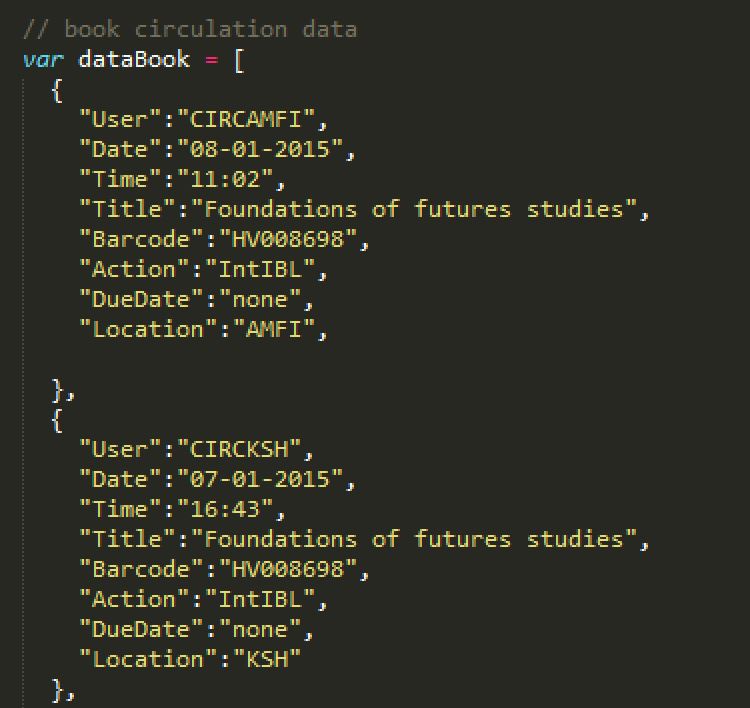 // book circulation data
var dataBook = [
{
"User":"CIRCAMFI",
"Date":"08-01-2015",
"Time":"11:02",
"Title":"Foundations of futures studies",
"Barcode":"HV008698",
"Action":"IntIBL",
"DueDate":"none",
"Location":"AMFI",
},
{
"User":"CIRCKSH",
"Date":"07-01-2015",
"Time":"16:43",
"Title":"Foundations of futures studies",
"Barcode":"HV008698",
"Action":"IntIBL",
"DueDate":"none",
"Location":"KSH"
},